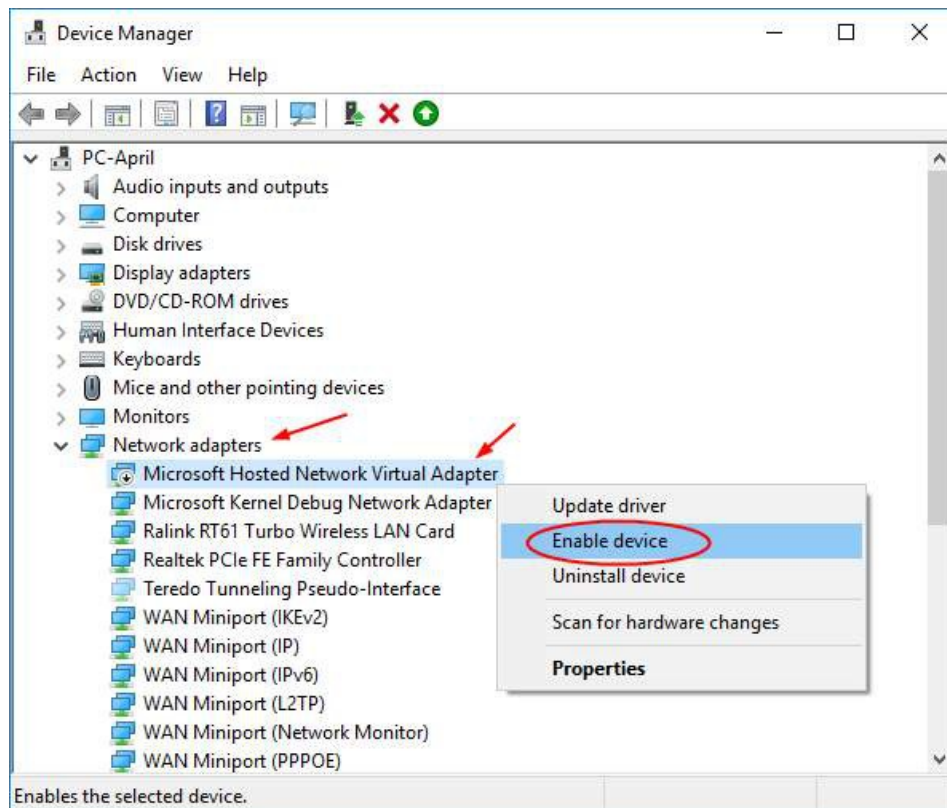 Device Manager
File Action View Help
PC-April
Audio inputs and outputs
Computer
Disk drives
Display adapters
DVD/CD-ROM drives
Human Interface Devices
Keyboards
Mice and other pointing devices
Monitors
Network adapters
Microsoft Hosted Network Virtual Adapter
Microsoft Kernel Debug Network Adapter
Ralink RT61 Turbo Wireless LAN Card
Realtek PCIe FE Family Controller
Teredo Tunneling Pseudo-Interface
WAN Miniport (IKEv2)
WAN Miniport (IP)
WAN Miniport (IPv6)
WAN Miniport (L2TP)
WAN Miniport (Network Monitor)
WAN Miniport (PPPOE)
Update driver
Enable device
Uninstall device
Scan for hardware changes
Properties
Enables the selected device.